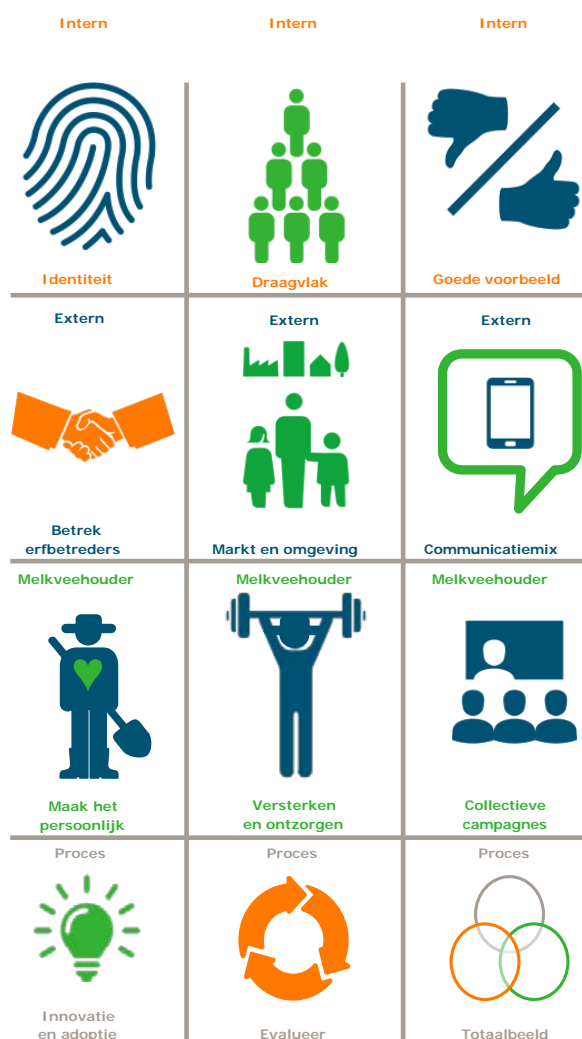 Intern
Intern
Intern
Identiteit
Draagvlak
Goede voorbeeld
Extern
Extern
Extern
Betrek
erfbetreders
Markt en omgeving
Communicatiemix
Melkveehouder
Melkveehouder
Melkveehouder
Maak het
persoonlijk
Versterken
en ontzorgen
Collectieve
campagnes
Proces
Proces
Proces
Innovatie
en adoptie
Evalueer
Totaalbeeld